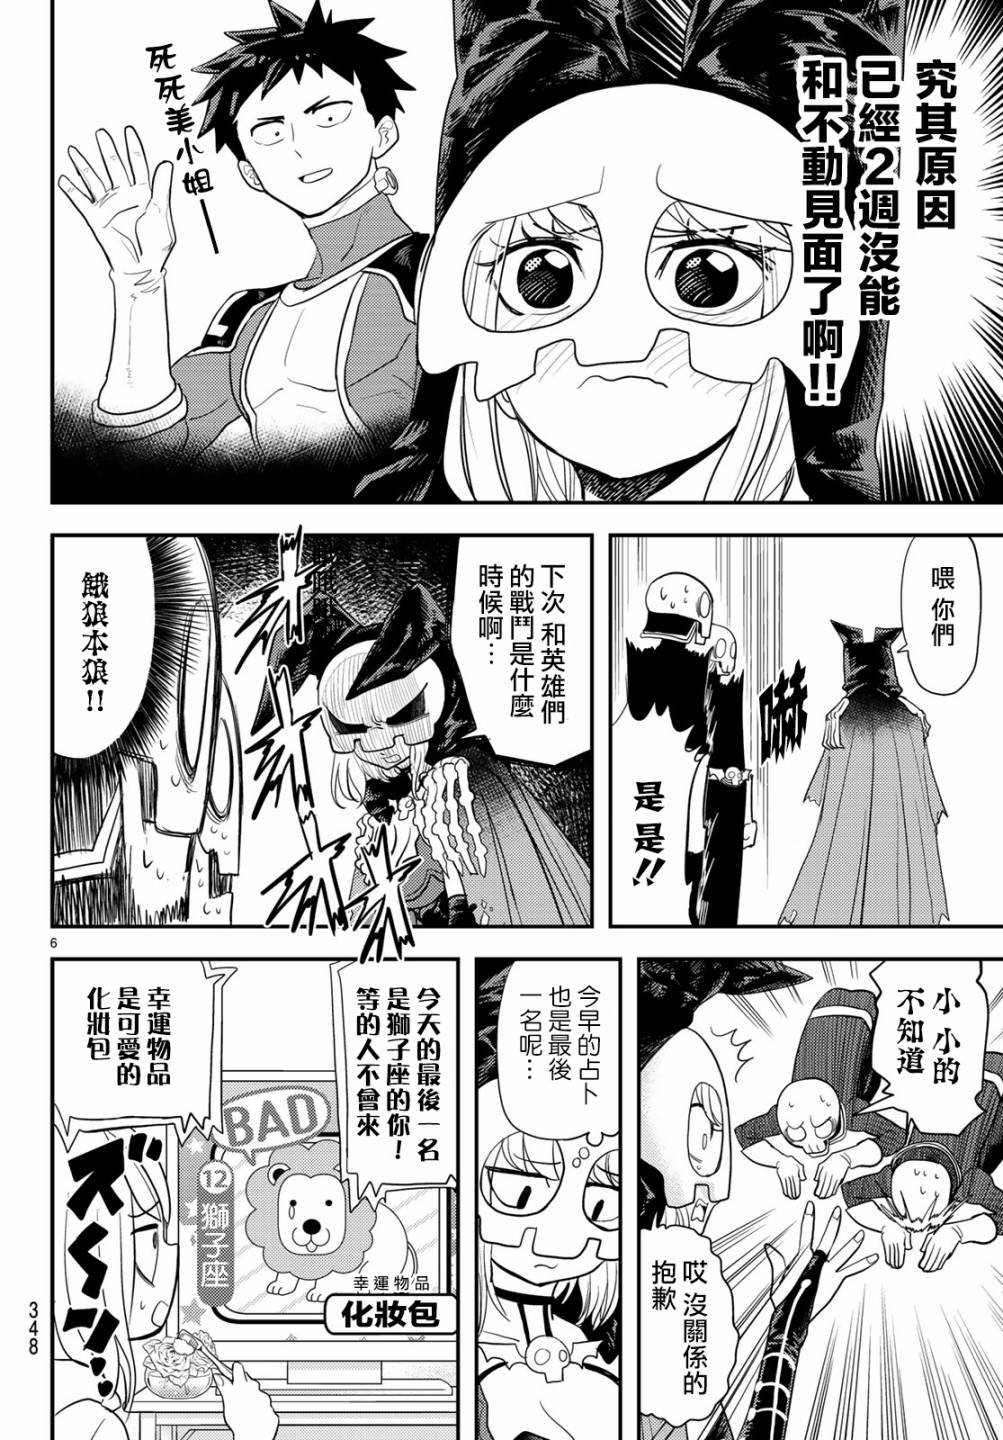 究其原因
已經2週沒能
和不動見面了啊!!
死死美小姐—
喂 你們
嚇
是
是!!
下次 和英雄們
的戰鬥是什麼
時候啊…
餓狼本狼!!
6
小 小的
不知道
哎 沒關係的
抱歉
今早的占卜
也是最後
一名呢…
今天的最後一名
是獅子座的你!
等的人不會來
幸運物品
是可愛的
化妝包
BAD
12
獅子座
幸運物品
化妝包
ズ〜ン!
348